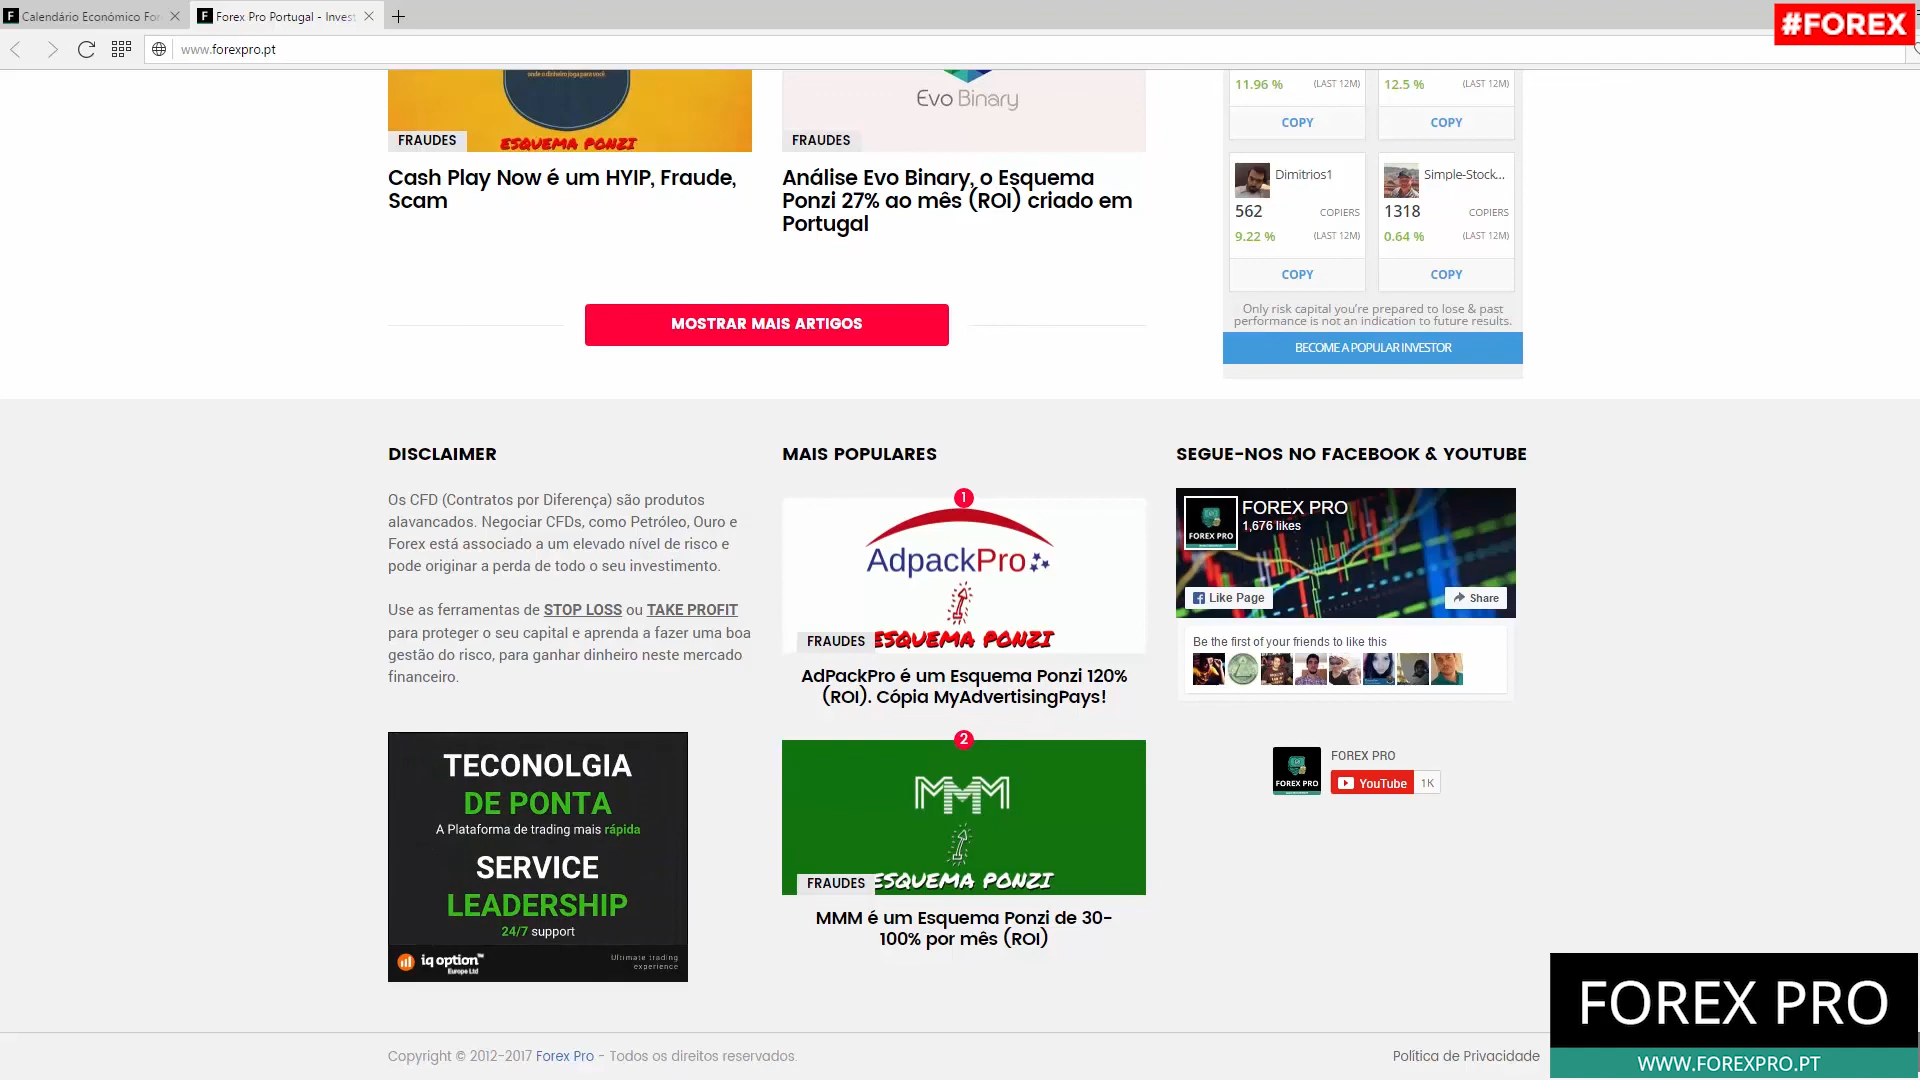 Calendário Económico For
Forex Pro Portugal - Invest
#FOREX
www.forexpro.pt
onde o dinheiro joga para você
ESQUEMA PONZI
FRAUDES
Cash Play Now é um HYIP, Fraude,
Scam
Evo Binary
FRAUDES
Análise Evo Binary, o Esquema
Ponzi 27% ao mês (ROI) criado em
Portugal
11.96 % (LAST 12M)
COPY
12.5 % (LAST 12M)
COPY
Dimitrios1
562 COPIERS
9.22 % (LAST 12M)
COPY
Simple-Stock...
1318 COPIERS
0.64 % (LAST 12M)
COPY
Only risk capital you're prepared to lose & past
performance is not an indication to future results.
BECOME A POPULAR INVESTOR
MOSTRAR MAIS ARTIGOS
DISCLAIMER
Os CFD (Contratos por Diferença) são produtos
alavancados. Negociar CFDs, como Petróleo, Ouro e
Forex está associado a um elevado nível de risco e
pode originar a perda de todo o seu investimento.
Use as ferramentas de STOP LOSS ou TAKE PROFIT
para proteger o seu capital e aprenda a fazer uma boa
gestão do risco, para ganhar dinheiro neste mercado
financeiro.
TECONOLGIA
DE PONTA
A Plataforma de trading mais rápida
SERVICE
LEADERSHIP
24/7 support
iq option™
Europe Ltd
Ultimate trading
experience
MAIS POPULARES
1
AdpackPro
FRAUDES
ESQUEMA PONZI
AdPackPro é um Esquema Ponzi 120%
(ROI). Cópia MyAdvertisingPays!
2
MMM
FRAUDES
ESQUEMA PONZI
MMM é um Esquema Ponzi de 30-
100% por mês (ROI)
SEGUE-NOS NO FACEBOOK & YOUTUBE
FOREX PRO
FOREX PRO
1,676 likes
Like Page
Share
Be the first of your friends to like this
FOREX PRO
FOREX PRO
YouTube 1K
Copyright © 2012-2017 Forex Pro - Todos os direitos reservados.
Política de Privacidade
FOREX PRO
WWW.FOREXPRO.PT